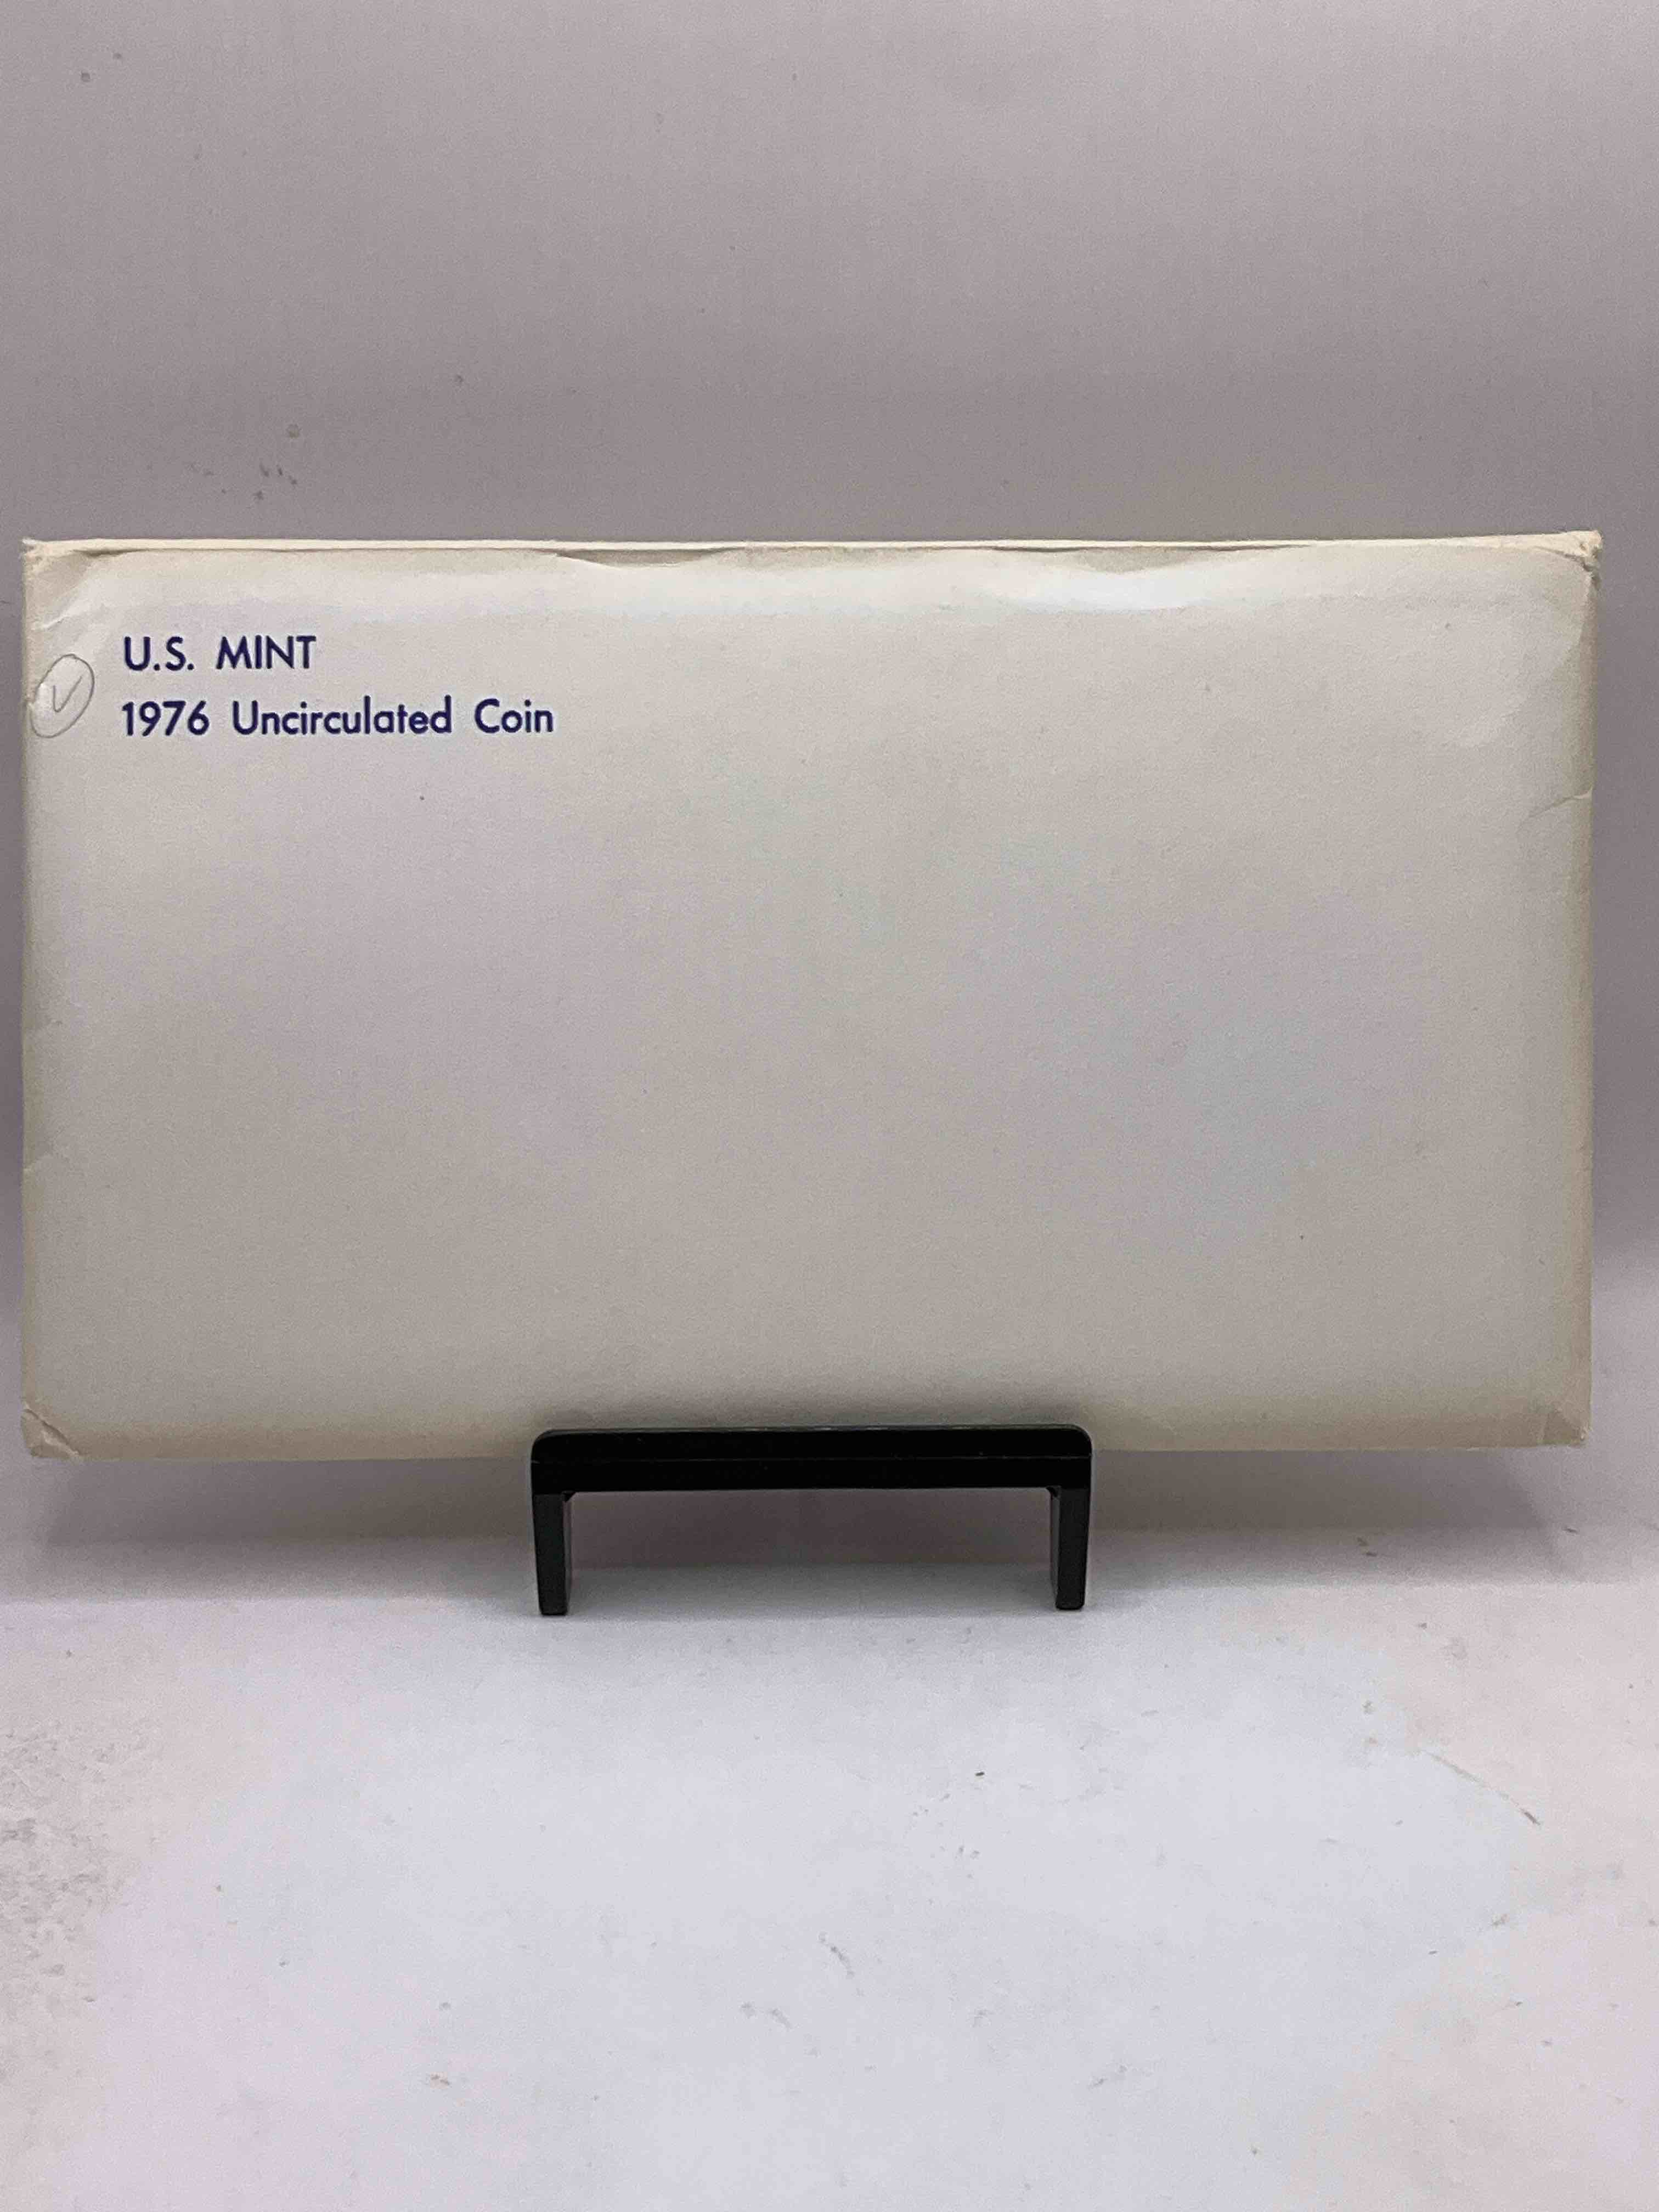 U.S. MINT
1976 Uncirculated Coin